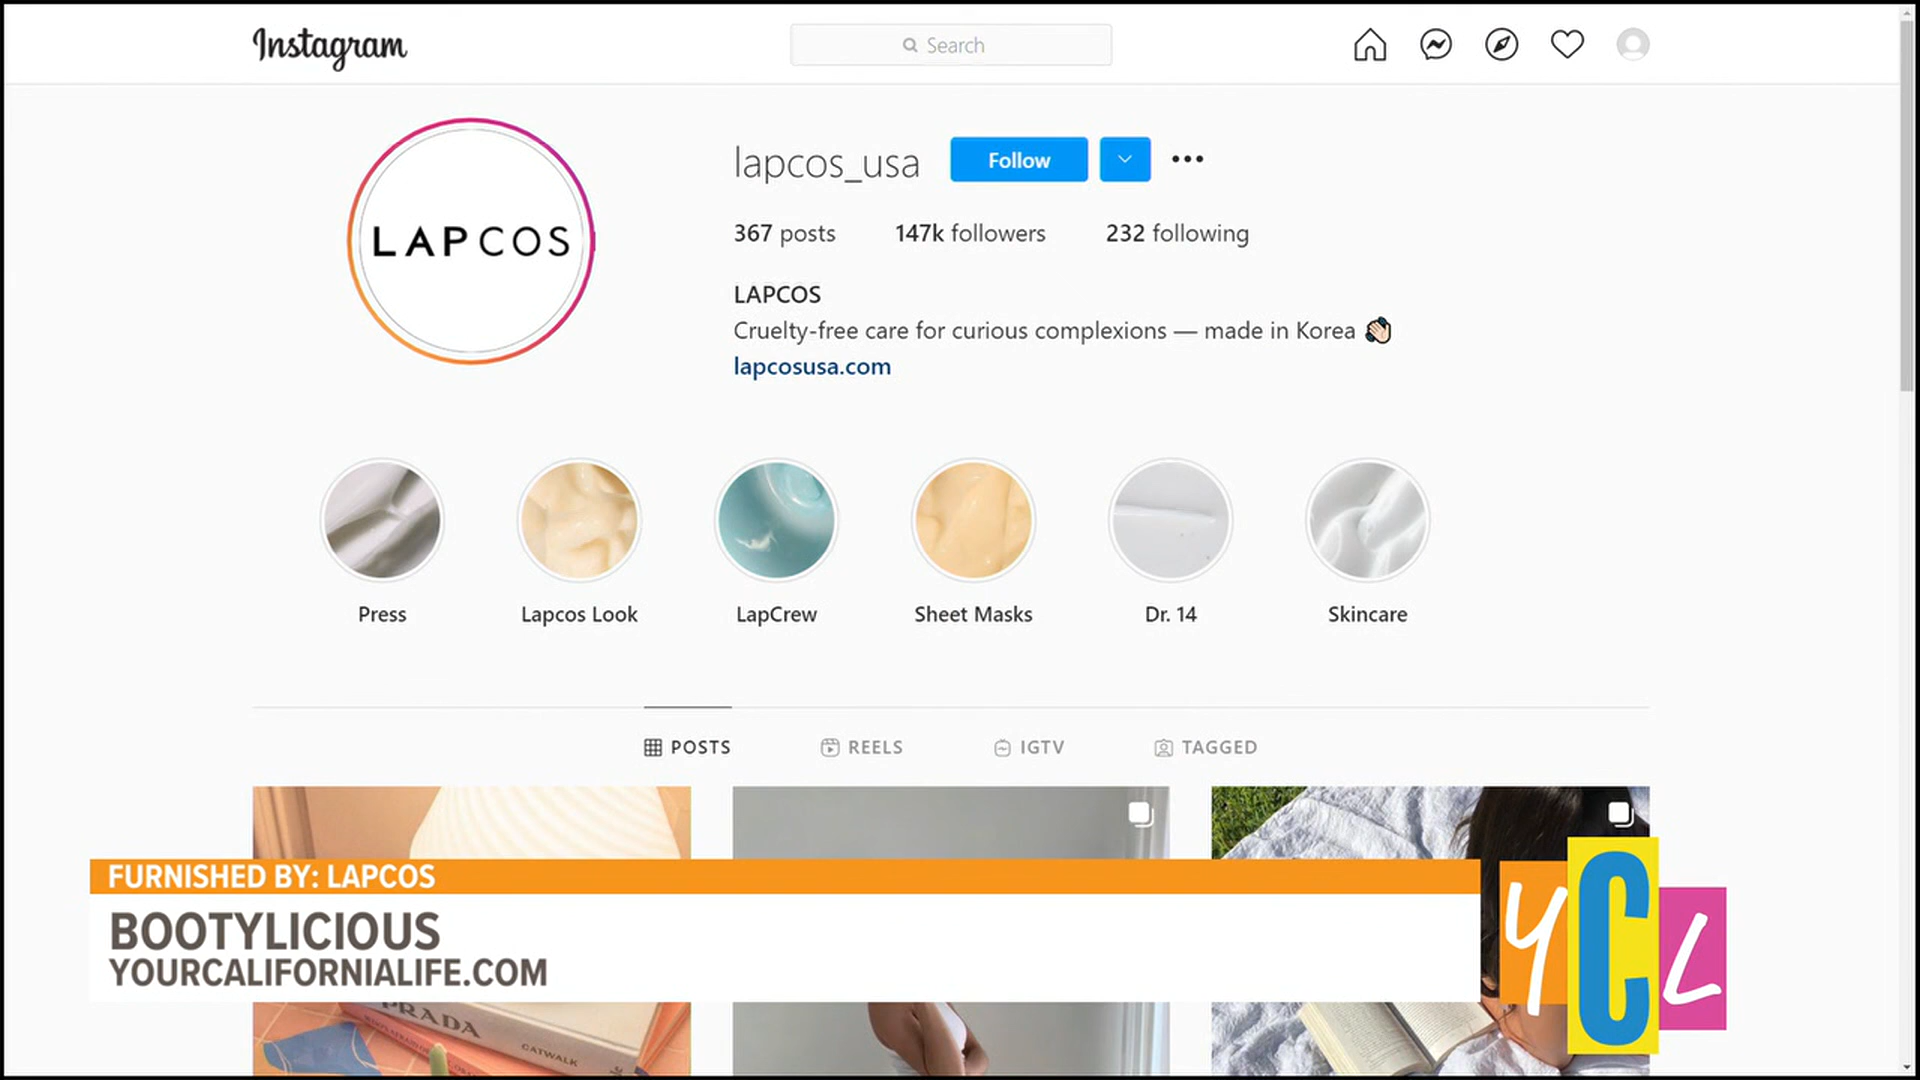 Instagram
Search
lapcos_usa Follow
367 posts 147k followers 232 following
LAPCOS
LAPCOS
Cruelty-free care for curious complexions — made in Korea
lapcosusa.com
Press Lapcos Look LapCrew Sheet Masks Dr. 14 Skincare
POSTS REELS IGTV TAGGED
FURNISHED BY: LAPCOS
BOOTYLICIOUS
YOURCALIFORNIALIFE.COM
YCL
PRADA
CATWALK